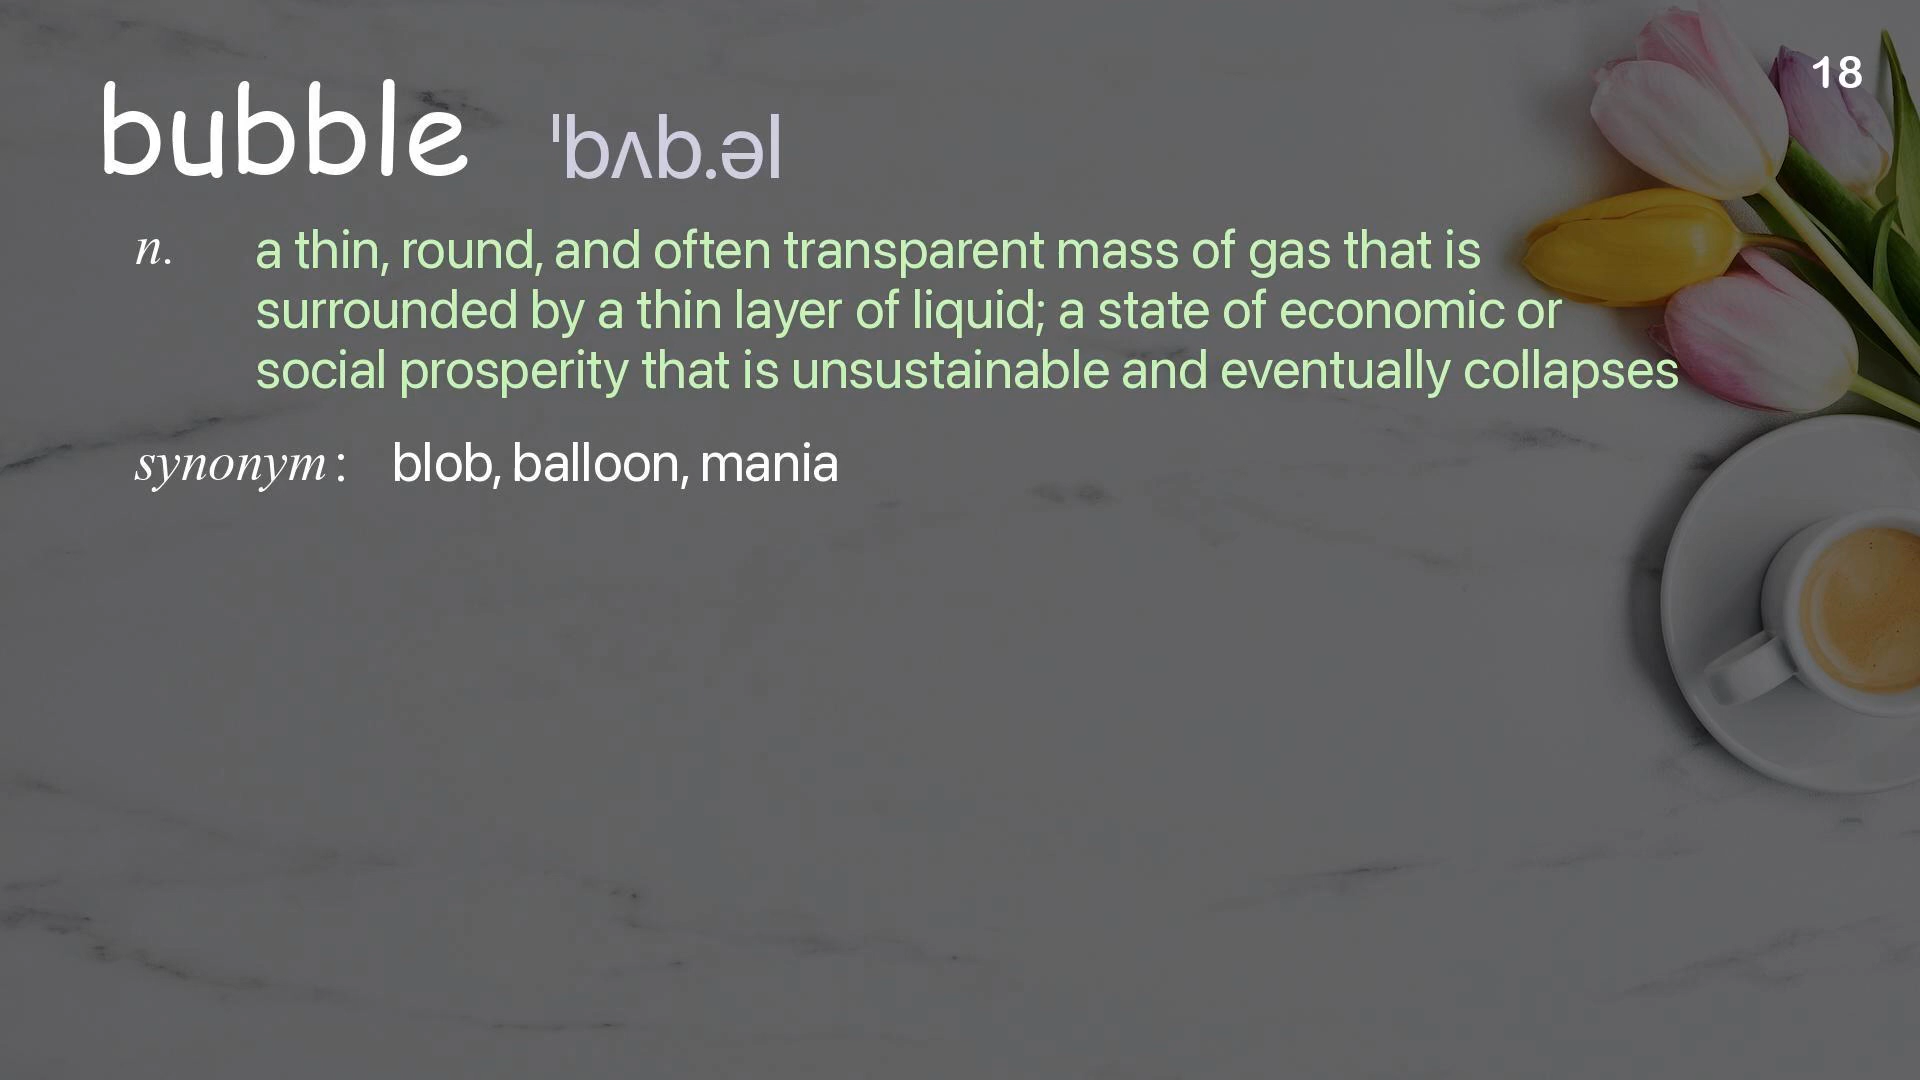 18
bubble ˈbʌb.əl
n. a thin, round, and often transparent mass of gas that is
surrounded by a thin layer of liquid; a state of economic or
social prosperity that is unsustainable and eventually collapses
synonym: blob, balloon, mania